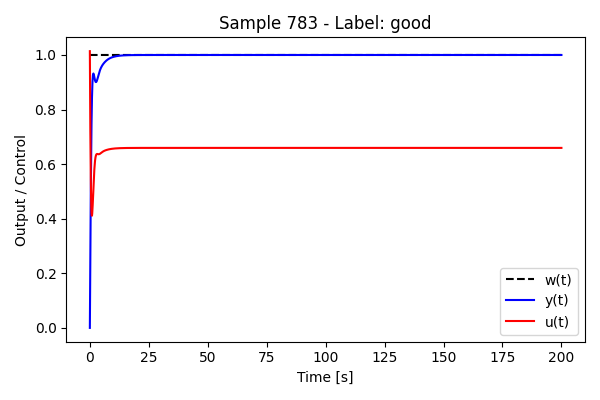 Sample 783 - Label: good
Output / Control
1.0
0.8
0.6
0.4
0.2
0.0
w(t)
y(t)
u(t)
0 25 50 75 100 125 150 175 200
Time [s]